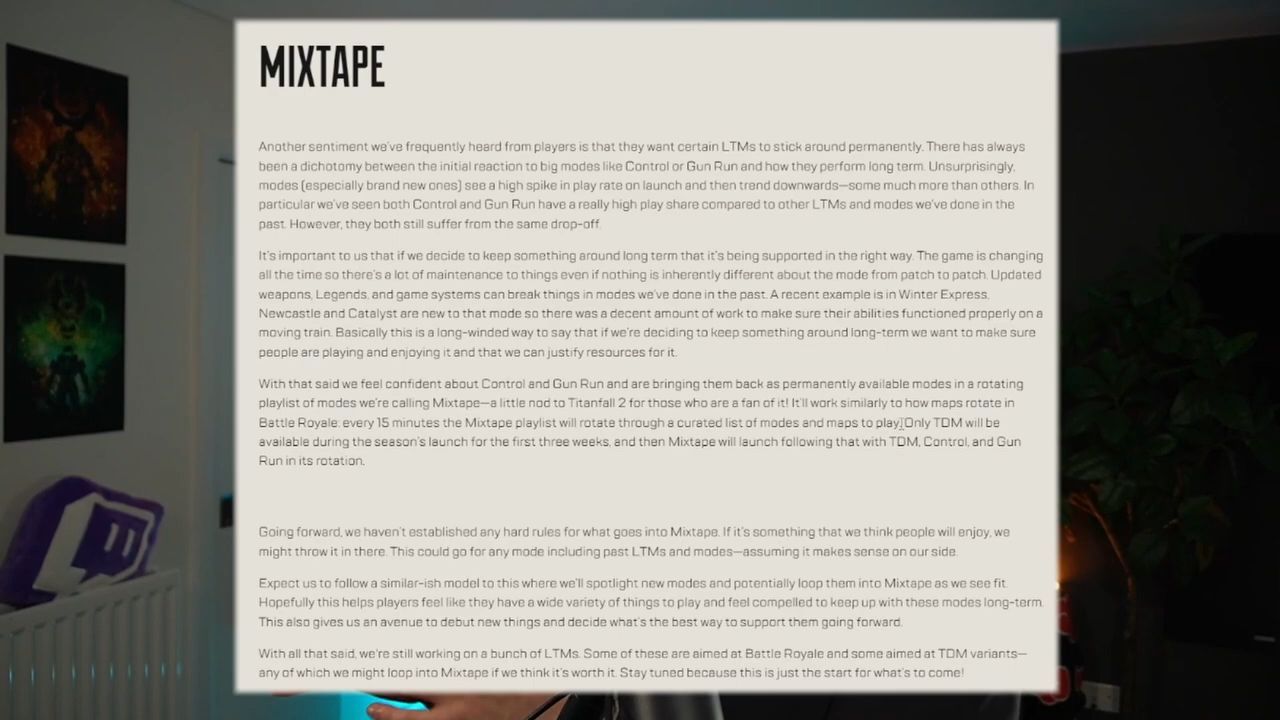 MIXTAPE
Another sentiment we've frequently heard from players is that they want certain LTMs to stick around permanently. There has always
been a dichotomy between the initial reaction to big modes like Control or Gun Run and how they perform long term. Unsurprisingly,
modes (especially brand new ones) see a high spike in play rate on launch and then trend downwards—some much more than others. In
particular we've seen both Control and Gun Run have a really high play share compared to other LTMs and modes we've done in the
past. However, they both still suffer from the same drop-off.
It's important to us that if we decide to keep something around long term that it's being supported in the right way. The game is changing
all the time so there's a lot of maintenance to things even if nothing is inherently different about the mode from patch to patch. Updated
weapons, Legends, and game systems can break things in modes we've done in the past. A recent example is in Winter Express,
Newcastle and Catalyst are new to that mode so there was a decent amount of work to make sure their abilities functioned properly on a
moving train. Basically this is a long-winded way to say that if we're deciding to keep something around long-term we want to make sure
people are playing and enjoying it and that we can justify resources for it.
With that said we feel confident about Control and Gun Run and are bringing them back as permanently available modes in a rotating
playlist of modes we're calling Mixtape—a little nod to Titanfall 2 for those who are a fan of it! It'll work similarly to how maps rotate in
Battle Royale: every 15 minutes the Mixtape playlist will rotate through a curated list of modes and maps to play. Only TDM will be
available during the season's launch for the first three weeks, and then Mixtape will launch following that with TDM, Control, and Gun
Run in its rotation.
Going forward, we haven't established any hard rules for what goes into Mixtape. If it's something that we think people will enjoy, we
might throw it in there. This could go for any mode including past LTMs and modes—assuming it makes sense on our side.
Expect us to follow a similar-ish model to this where we'll spotlight new modes and potentially loop them into Mixtape as we see fit.
Hopefully this helps players feel like they have a wide variety of things to play and feel compelled to keep up with these modes long-term.
This also gives us an avenue to debut new things and decide what's the best way to support them going forward.
With all that said, we're still working on a bunch of LTMs. Some of these are aimed at Battle Royale and some aimed at TDM variants—
any of which we might loop into Mixtape if we think it's worth it. Stay tuned because this is just the start for what's to come!